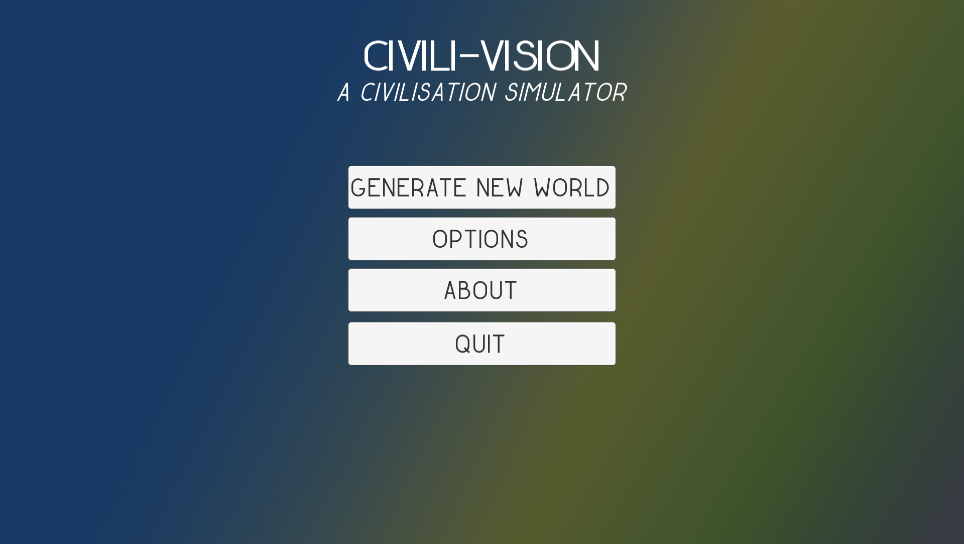 CIVILI-VISION
A CIVILISATION SIMULATOR
GENERATE NEW WORLD
OPTIONS
ABOUT
QUIT